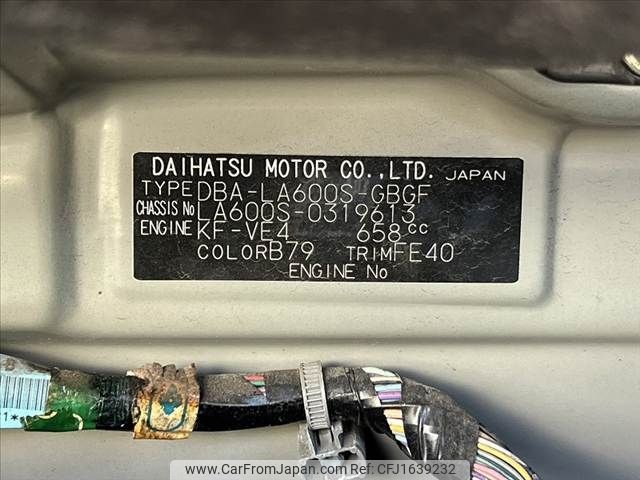 DAIHATSU MOTOR CO.,LTD. JAPAN
TYPE DBA-LA600S-GBGF
CHASSIS No LA600S-0319613
ENGINE KF-VE4 658cc
COLOR B79 TRIM FE40
ENGINE No
www.CarFromJapan.com | Ref No: CFJ1639232